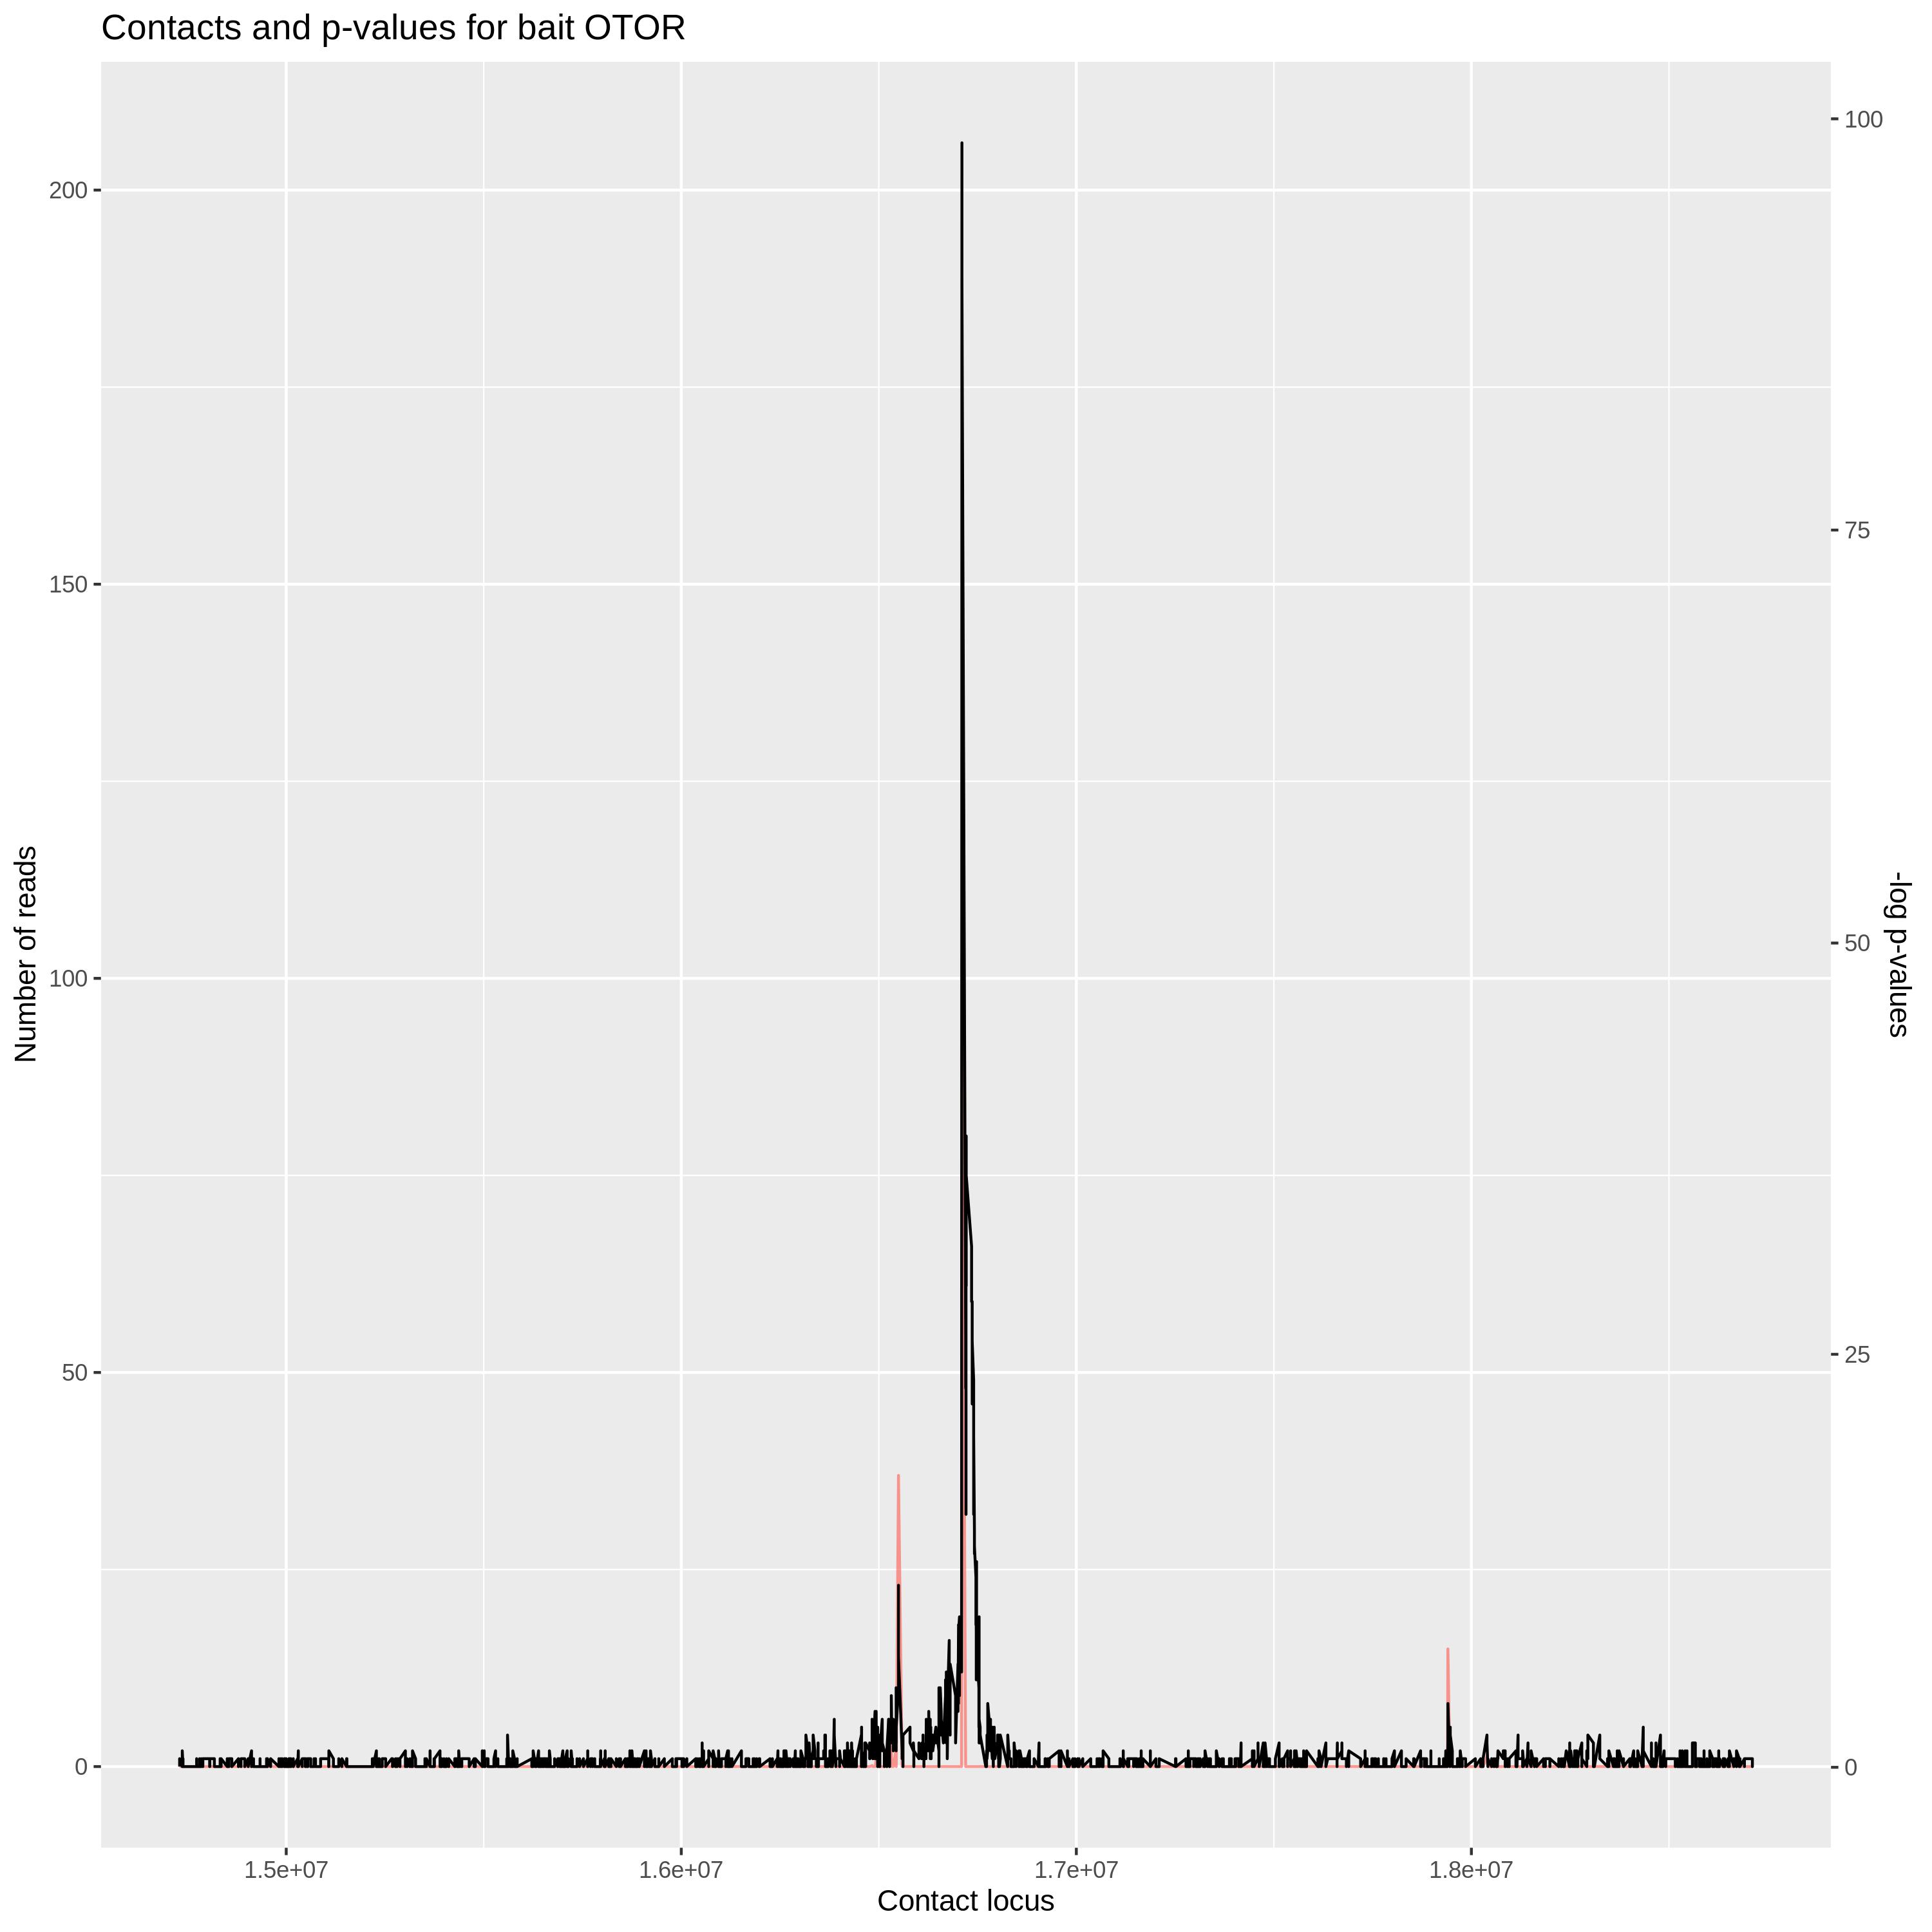 Contacts and p-values for bait OTOR
Number of reads
200
150
100
50
0
100
75
50
25
0
-log p-values
1.5e+07
1.6e+07
1.7e+07
1.8e+07
Contact locus